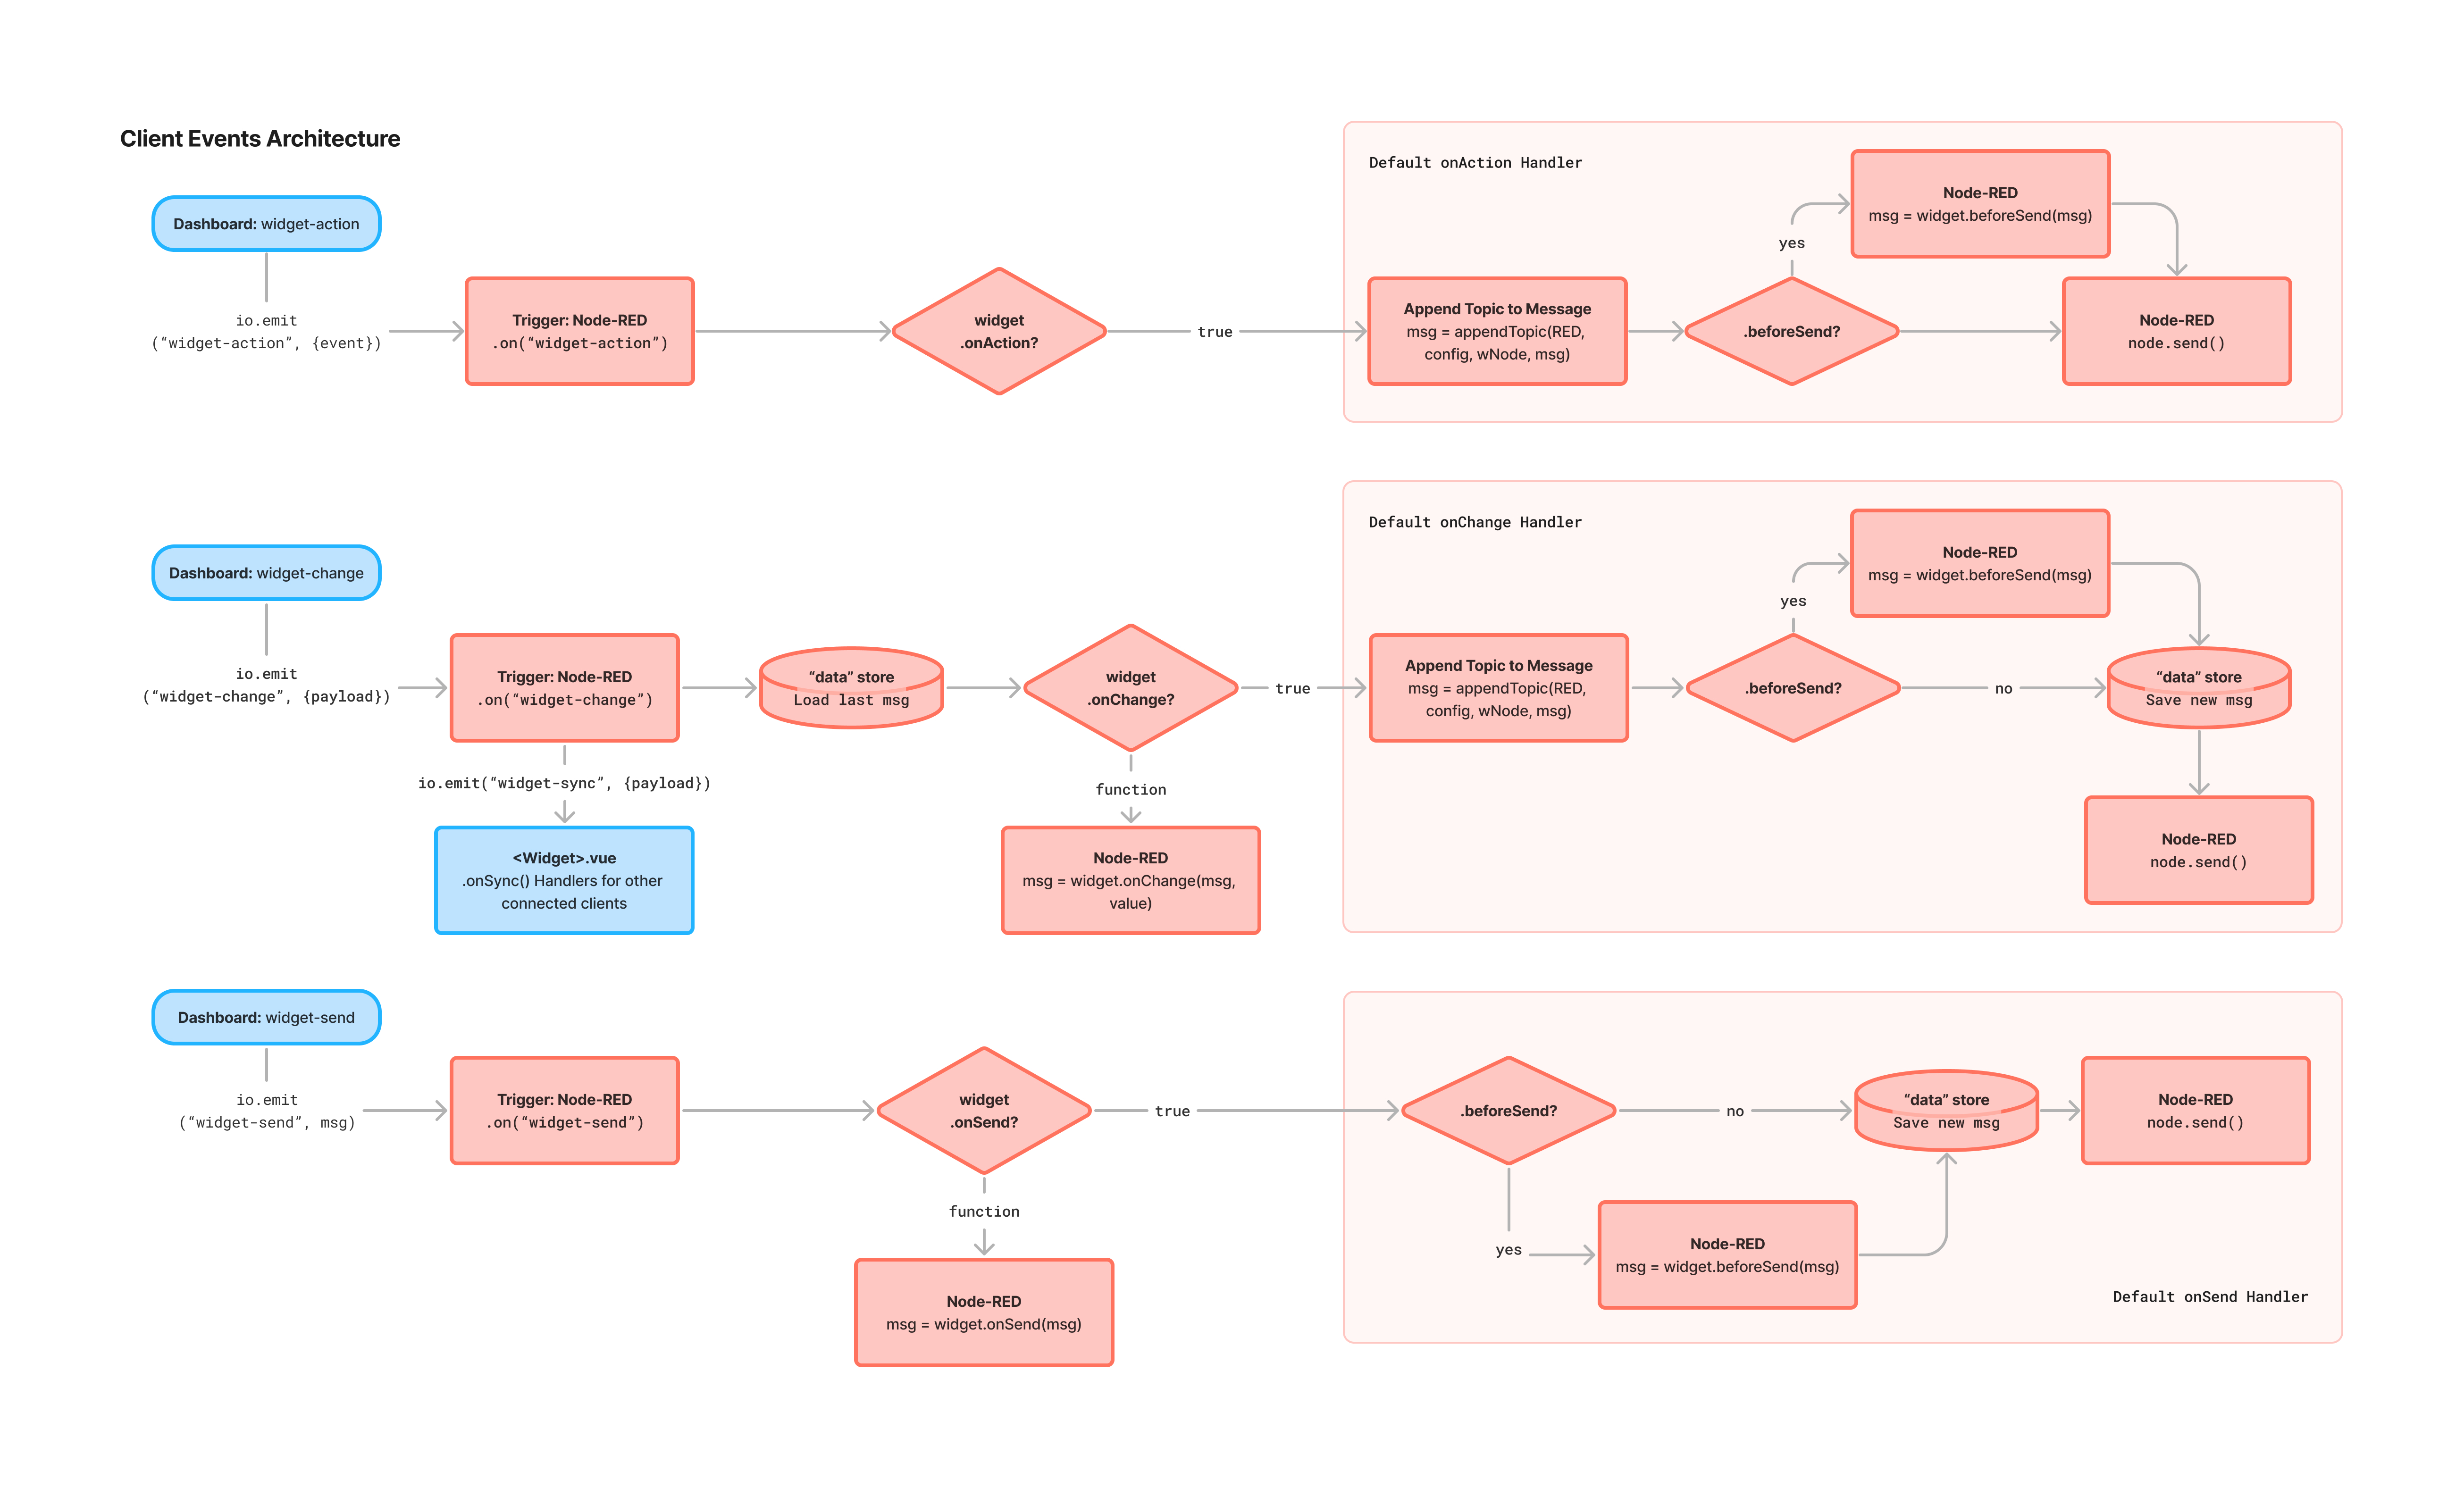 Client Events Architecture
Default onAction Handler
Dashboard: widget-action
io.emit
(“widget-action”, {event})
Trigger: Node-RED
.on(“widget-action”)
widget
.onAction?
true
Append Topic to Message
msg = appendTopic(RED,
config, wNode, msg)
.beforeSend?
yes
Node-RED
msg = widget.beforeSend(msg)
Node-RED
node.send()
Default onChange Handler
Dashboard: widget-change
io.emit
(“widget-change”, {payload})
Trigger: Node-RED
.on(“widget-change”)
io.emit(“widget-sync”, {payload})
<Widget>.vue
.onSync() Handlers for other
connected clients
“data” store
Load last msg
widget
.onChange?
function
Node-RED
msg = widget.onChange(msg,
value)
true
Append Topic to Message
msg = appendTopic(RED,
config, wNode, msg)
.beforeSend?
yes
Node-RED
msg = widget.beforeSend(msg)
no
“data” store
Save new msg
Node-RED
node.send()
Dashboard: widget-send
io.emit
(“widget-send”, msg)
Trigger: Node-RED
.on(“widget-send”)
widget
.onSend?
function
Node-RED
msg = widget.onSend(msg)
true
.beforeSend?
no
yes
Node-RED
msg = widget.beforeSend(msg)
“data” store
Save new msg
Node-RED
node.send()
Default onSend Handler